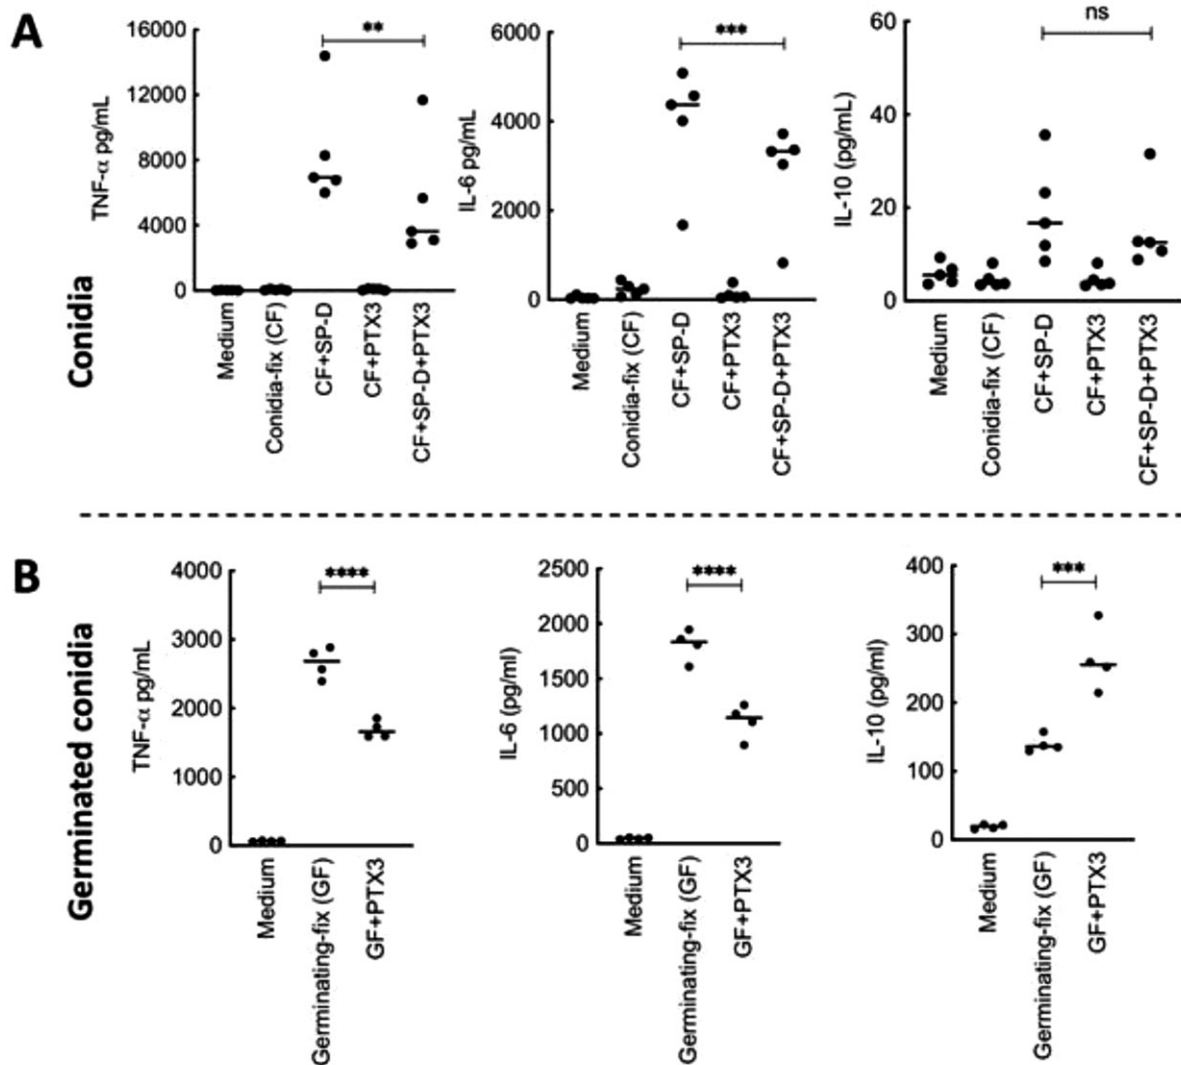 A
Conidia
TNF-α pg/mL
16000
12000
8000
4000
0
**
Medium
Conidia-fix (CF)
CF+SP-D
CF+PTX3
CF+SP-D+PTX3
IL-6 pg/mL
6000
4000
2000
0
***
Medium
Conidia-fix (CF)
CF+SP-D
CF+PTX3
CF+SP-D+PTX3
IL-10 (pg/mL)
60
40
20
0
ns
Medium
Conidia-fix (CF)
CF+SP-D
CF+PTX3
CF+SP-D+PTX3
B
Germinated conidia
TNF-α pg/mL
4000
3000
2000
1000
0
****
Medium
Germinating-fix (GF)
GF+PTX3
IL-6 (pg/ml)
2500
2000
1500
1000
500
0
****
Medium
Germinating-fix (GF)
GF+PTX3
IL-10 (pg/ml)
400
300
200
100
0
***
Medium
Germinating-fix (GF)
GF+PTX3